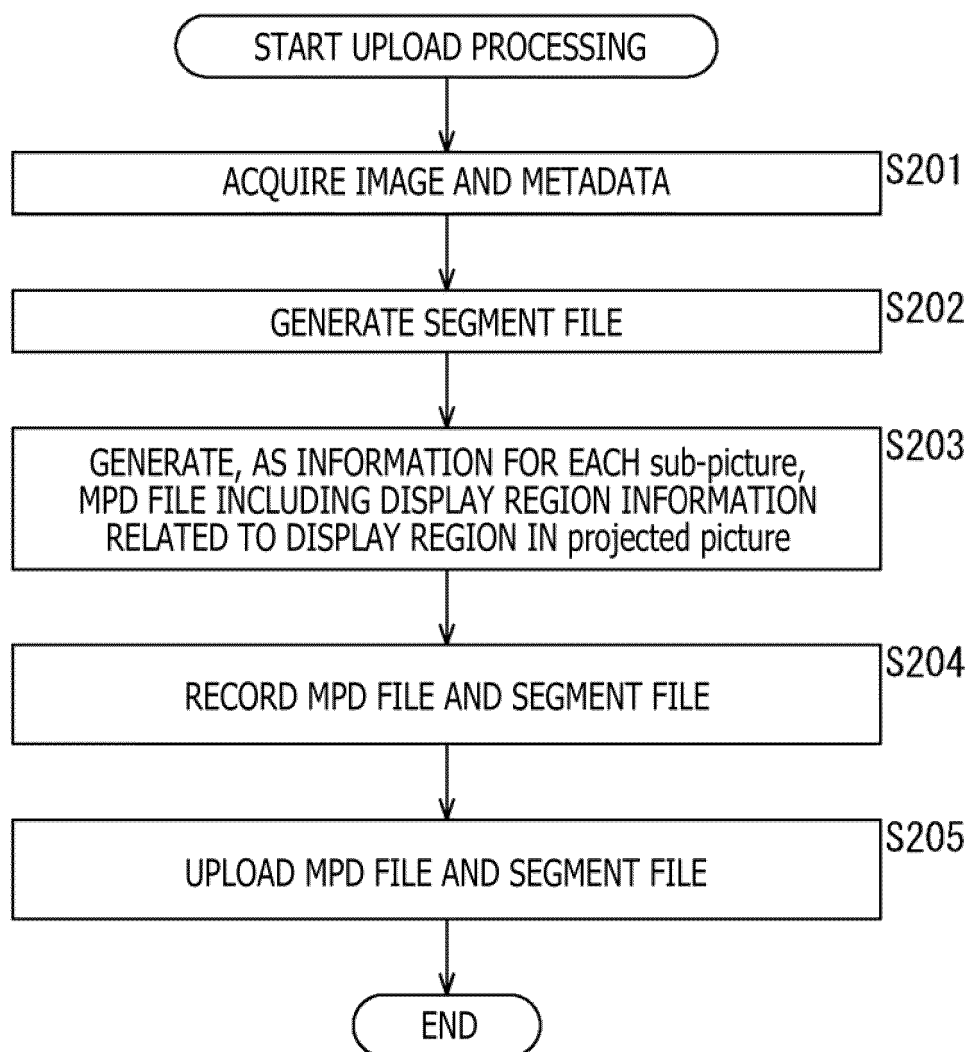 START UPLOAD PROCESSING
S201
ACQUIRE IMAGE AND METADATA
S202
GENERATE SEGMENT FILE
S203
GENERATE, AS INFORMATION FOR EACH sub-picture,
MPD FILE INCLUDING DISPLAY REGION INFORMATION
RELATED TO DISPLAY REGION IN projected picture
S204
RECORD MPD FILE AND SEGMENT FILE
S205
UPLOAD MPD FILE AND SEGMENT FILE
END